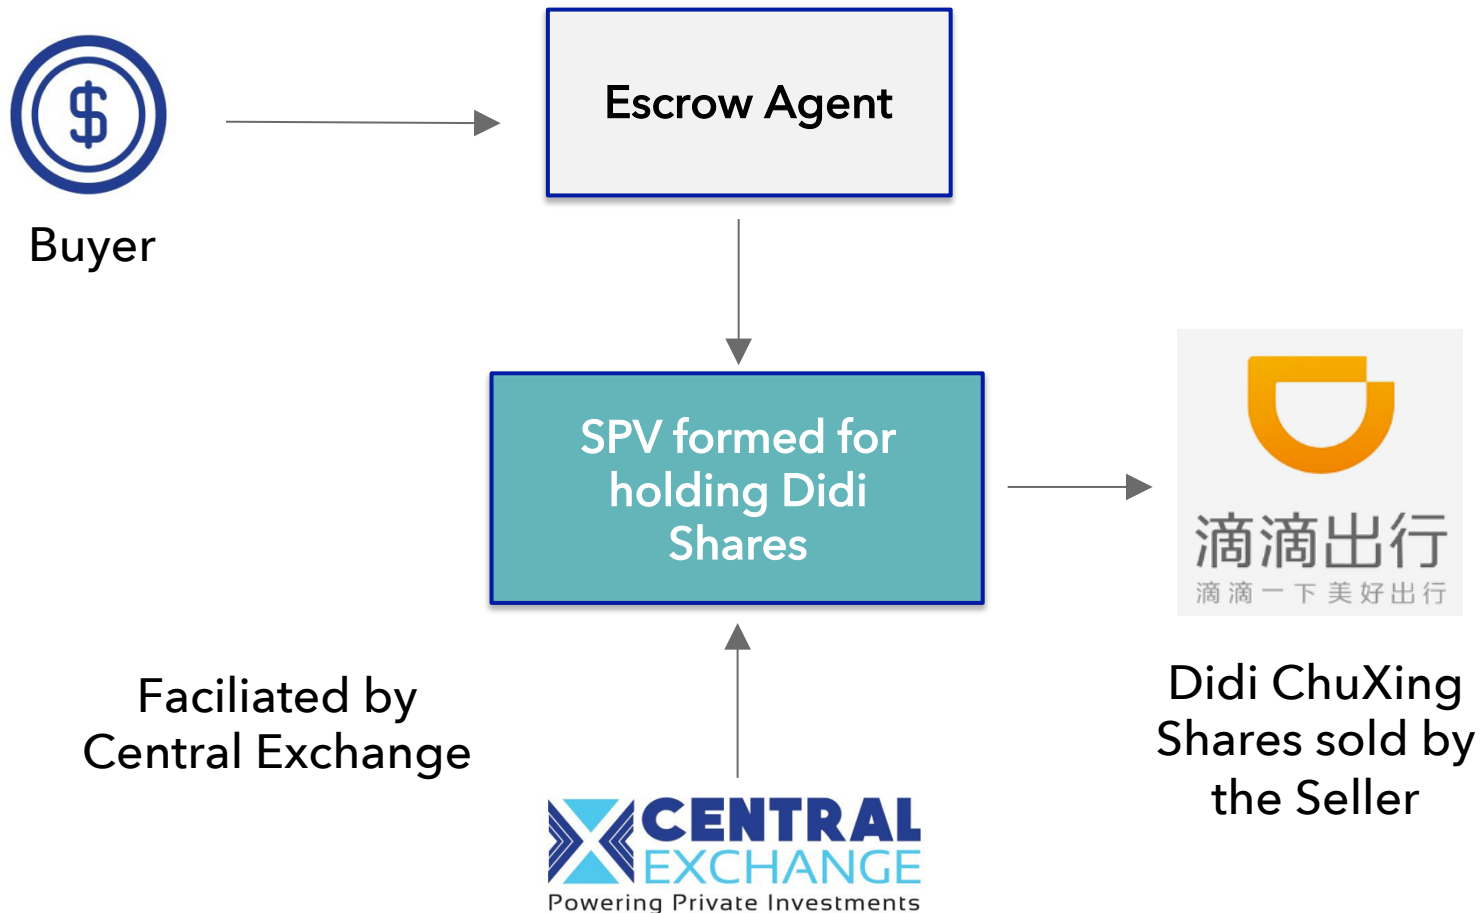 $
Buyer
Escrow Agent
SPV formed for
holding Didi
Shares
滴滴出行
滴滴一下 美好出行
Didi ChuXing
Shares sold by
the Seller
Faciliated by
Central Exchange
CENTRAL
EXCHANGE
Powering Private Investments